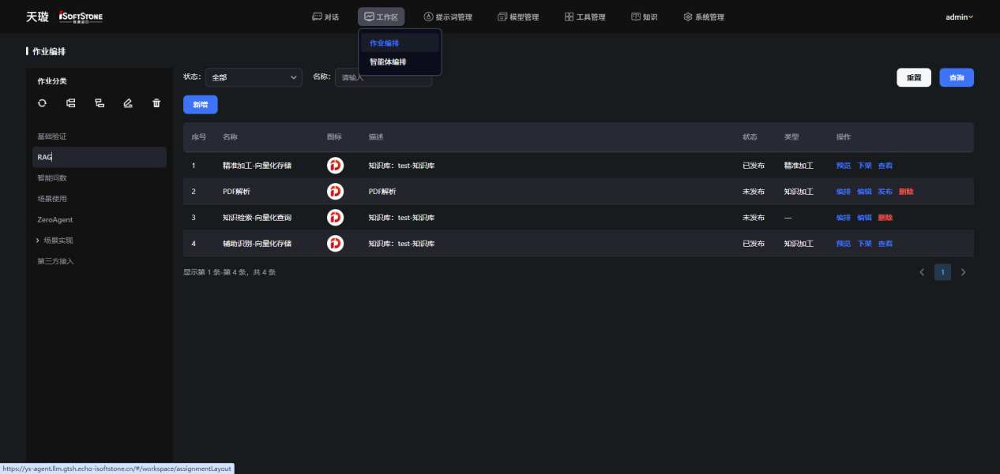 天璇 iSoftStone 软通动力 对话 工作区 提示词管理 模型管理 工具管理 知识 系统管理 admin
作业编排
智能体编排
作业编排
作业分类
状态: 全部 名称: 请输入 重置 查询
新增
基础验证
RAG
智能问数
场景使用
ZeroAgent
场景实现
第三方接入
序号 名称 图标 描述 状态 类型 操作
1 精准加工-向量化存储 知识库：test-知识库 已发布 精准加工 预览 下架 查看
2 PDF解析 PDF解析 未发布 知识加工 编排 编辑 发布 删除
3 知识检索-向量化查询 知识库：test-知识库 未发布 — 编排 编辑 删除
4 辅助识别-向量化存储 知识库：test-知识库 已发布 知识加工 预览 下架 查看
显示第 1 条-第 4 条，共 4 条 1
https://ys-agent.llm.gtsh.echo-isoftstone.cn/#/workspace/assignmentLayout